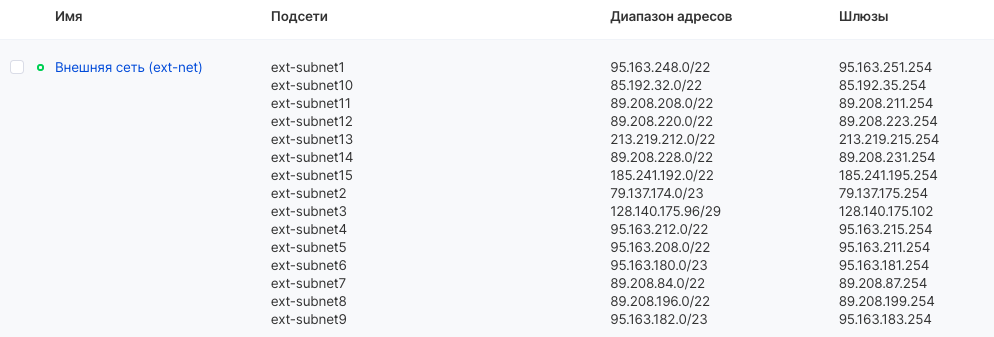 Имя Подсети Диапазон адресов Шлюзы
Внешняя сеть (ext-net) ext-subnet1 95.163.248.0/22 95.163.251.254
ext-subnet10 85.192.32.0/22 85.192.35.254
ext-subnet11 89.208.208.0/22 89.208.211.254
ext-subnet12 89.208.220.0/22 89.208.223.254
ext-subnet13 213.219.212.0/22 213.219.215.254
ext-subnet14 89.208.228.0/22 89.208.231.254
ext-subnet15 185.241.192.0/22 185.241.195.254
ext-subnet2 79.137.174.0/23 79.137.175.254
ext-subnet3 128.140.175.96/29 128.140.175.102
ext-subnet4 95.163.212.0/22 95.163.215.254
ext-subnet5 95.163.208.0/22 95.163.211.254
ext-subnet6 95.163.180.0/23 95.163.181.254
ext-subnet7 89.208.84.0/22 89.208.87.254
ext-subnet8 89.208.196.0/22 89.208.199.254
ext-subnet9 95.163.182.0/23 95.163.183.254